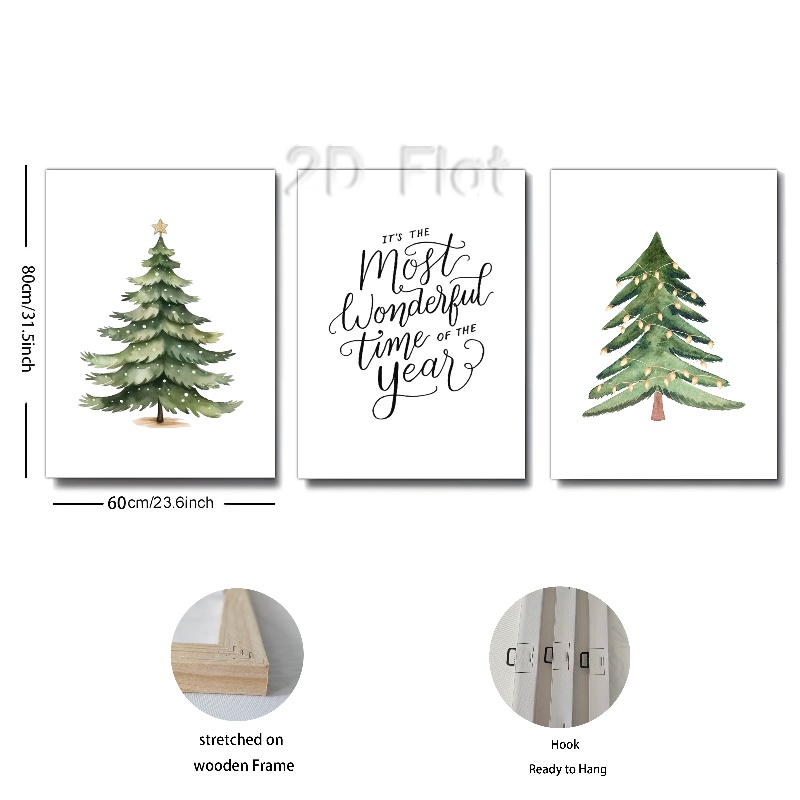 2D Flat
IT'S THE
Most
Wonderful
time OF THE
Year
80cm/31.5inch
60cm/23.6inch
stretched on
wooden Frame
Hook
Ready to Hang